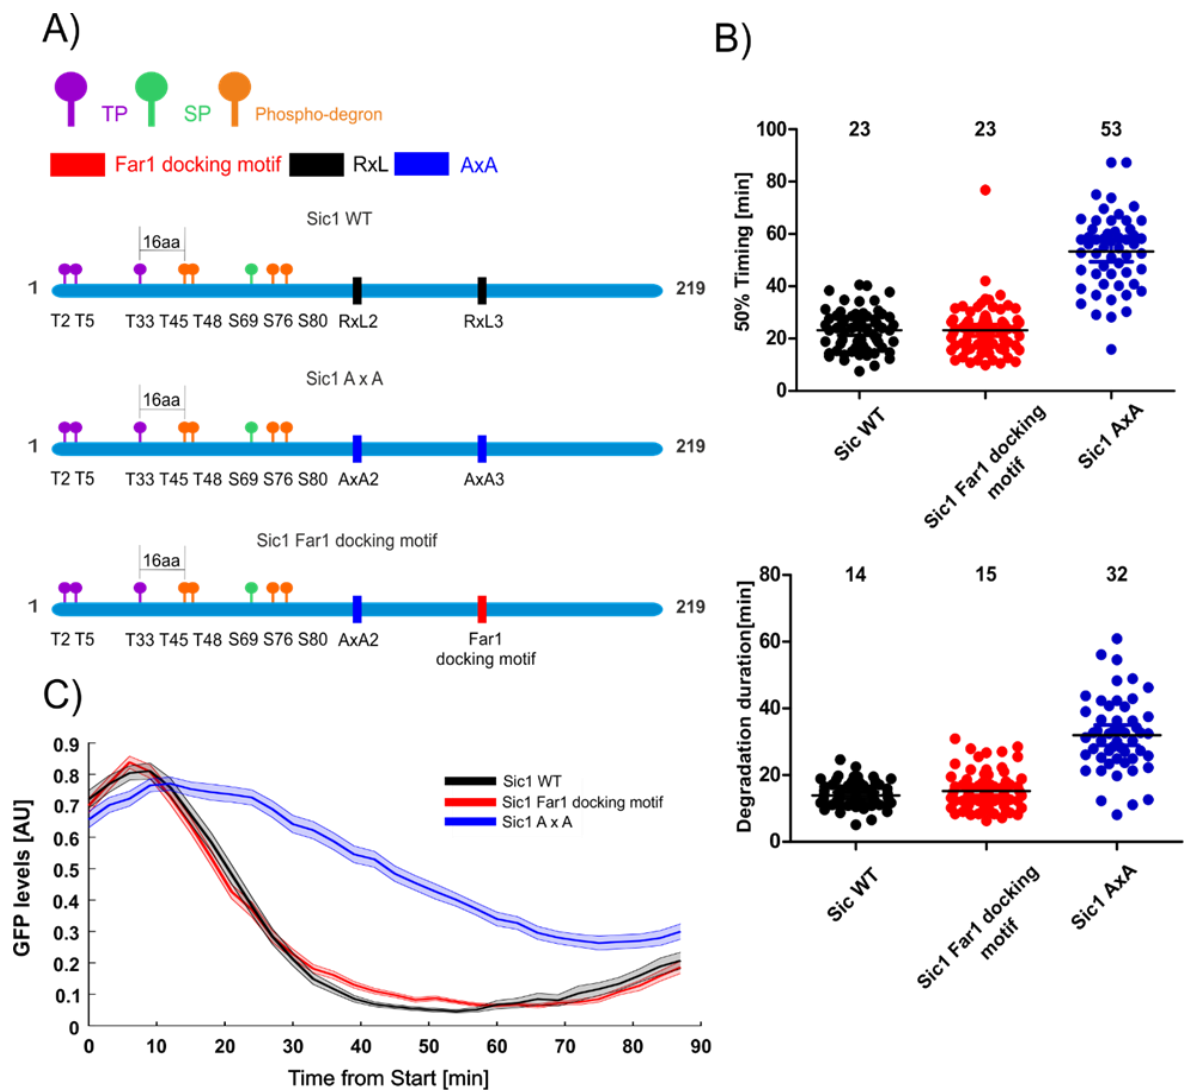 A)
TP SP Phospho-degron
Far1 docking motif RxL AxA
Sic1 WT
16aa
1 219
T2 T5 T33 T45 T48 S69 S76 S80 RxL2 RxL3
Sic1 A x A
16aa
1 219
T2 T5 T33 T45 T48 S69 S76 S80 AxA2 AxA3
Sic1 Far1 docking motif
16aa
1 219
T2 T5 T33 T45 T48 S69 S76 S80 AxA2 Far1
docking motif
B)
23 23 53
50% Timing [min]
100
80
60
40
20
0
Sic WT
Sic1 Far1 docking
motif
Sic1 AxA
14 15 32
Degradation duration[min]
80
60
40
20
0
Sic WT
Sic1 Far1 docking
motif
Sic1 AxA
C)
GFP levels [AU]
0.9
0.8
0.7
0.6
0.5
0.4
0.3
0.2
0.1
0
Sic1 WT
Sic1 Far1 docking motif
Sic1 A x A
0 10 20 30 40 50 60 70 80 90
Time from Start [min]